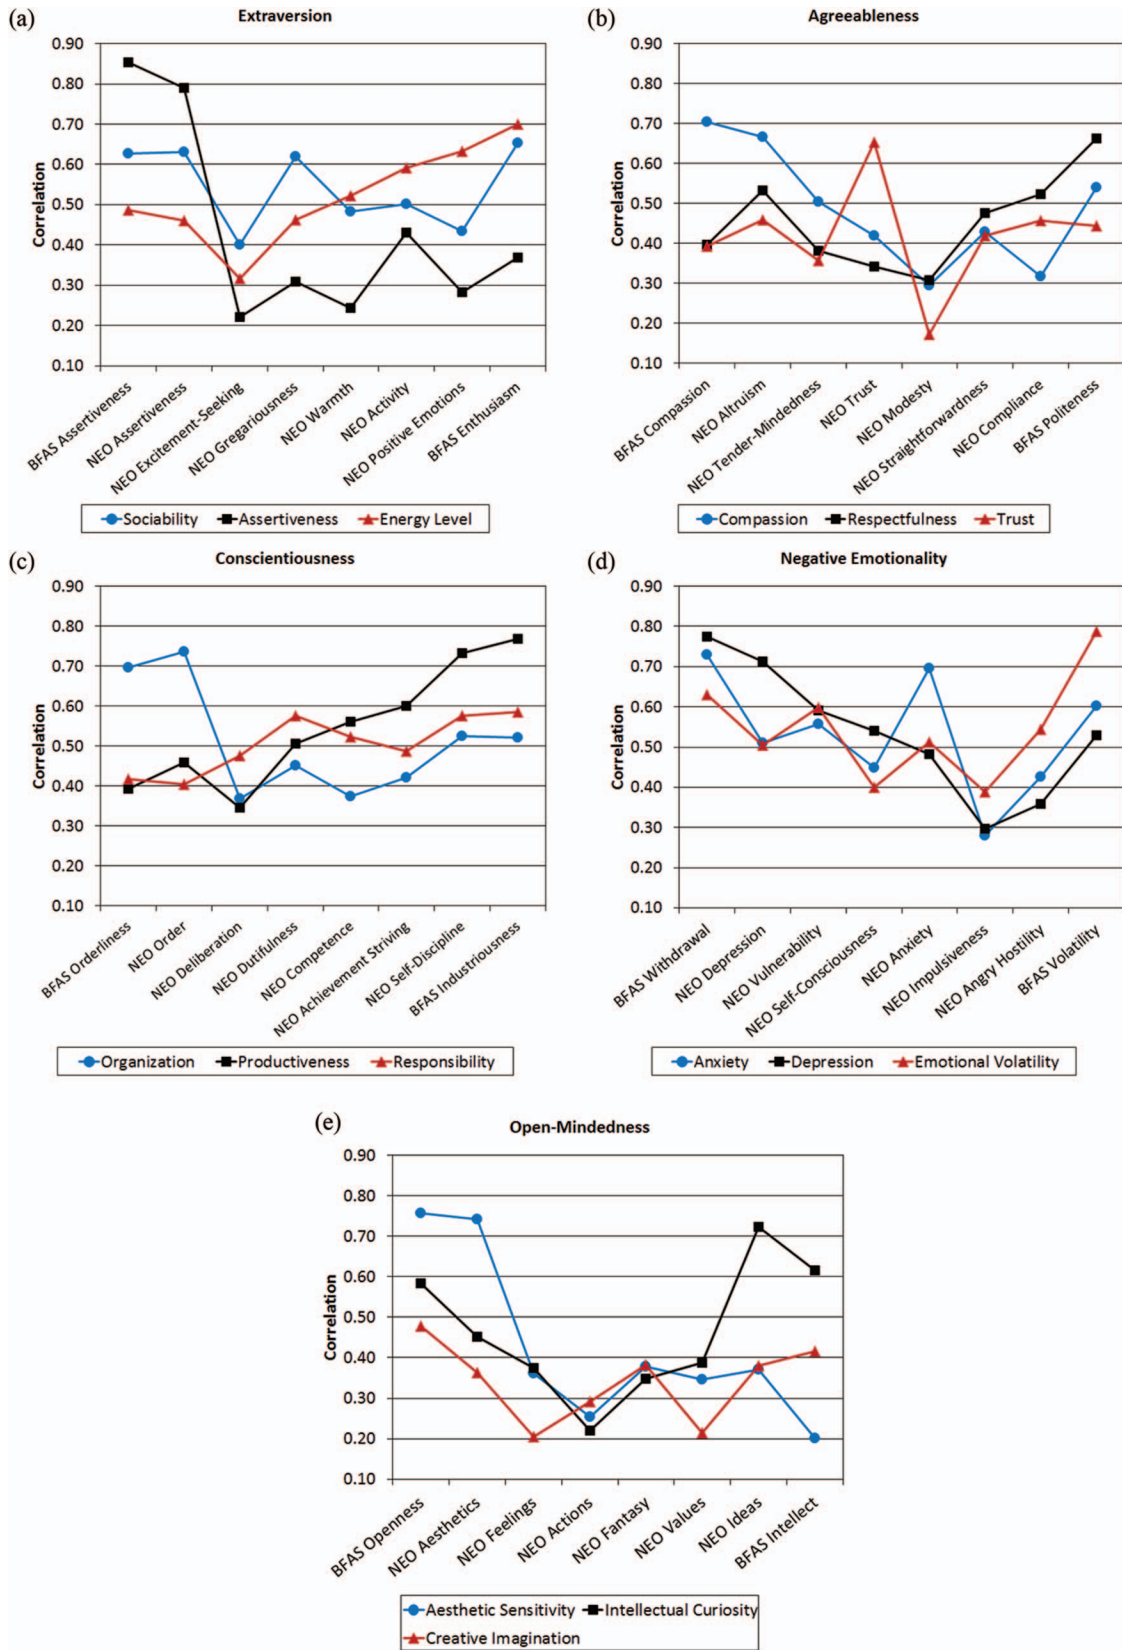 (a)
Extraversion
0.90
0.80
0.70
0.60
0.50
0.40
0.30
0.20
0.10
Correlation
BFAS Assertiveness
NEO Assertiveness
NEO Excitement-Seeking
NEO Gregariousness
NEO Warmth
NEO Activity
NEO Positive Emotions
BFAS Enthusiasm
Sociability Assertiveness Energy Level
(b)
Agreeableness
0.90
0.80
0.70
0.60
0.50
0.40
0.30
0.20
0.10
Correlation
BFAS Compassion
NEO Altruism
NEO Tender-Mindedness
NEO Trust
NEO Modesty
NEO Straightforwardness
NEO Compliance
BFAS Politeness
Compassion Respectfulness Trust
(c)
Conscientiousness
0.90
0.80
0.70
0.60
0.50
0.40
0.30
0.20
0.10
Correlation
BFAS Orderliness
NEO Order
NEO Deliberation
NEO Dutifulness
NEO Competence
NEO Achievement Striving
NEO Self-Discipline
BFAS Industriousness
Organization Productiveness Responsibility
(d)
Negative Emotionality
0.90
0.80
0.70
0.60
0.50
0.40
0.30
0.20
0.10
Correlation
BFAS Withdrawal
NEO Depression
NEO Vulnerability
NEO Self-Consciousness
NEO Anxiety
NEO Impulsiveness
NEO Angry Hostility
BFAS Volatility
Anxiety Depression Emotional Volatility
(e)
Open-Mindedness
0.90
0.80
0.70
0.60
0.50
0.40
0.30
0.20
0.10
Correlation
BFAS Openness
NEO Aesthetics
NEO Feelings
NEO Actions
NEO Fantasy
NEO Values
NEO Ideas
BFAS Intellect
Aesthetic Sensitivity Intellectual Curiosity
Creative Imagination